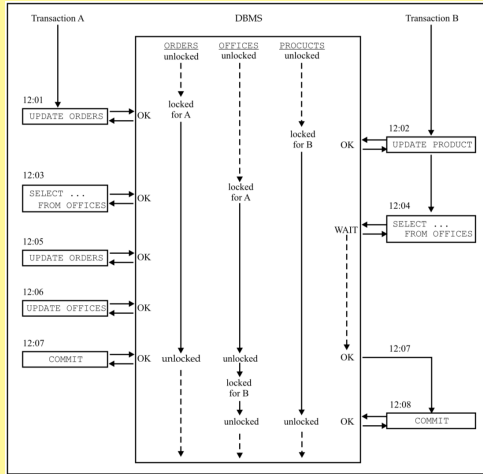 Transaction A
DBMS
Transaction B
ORDERS
OFFICES
PROCUCTS
unlocked
unlocked
unlocked
12:01
UPDATE ORDERS
OK
locked
for A
locked
for B
12:02
UPDATE PRODUCT
OK
12:03
SELECT ...
FROM OFFICES
OK
locked
for A
12:04
SELECT ...
FROM OFFICES
WAIT
12:05
UPDATE ORDERS
OK
12:06
UPDATE OFFICES
OK
12:07
COMMIT
OK
unlocked
unlocked
OK
12:07
locked
for B
unlocked
unlocked
OK
12:08
COMMIT